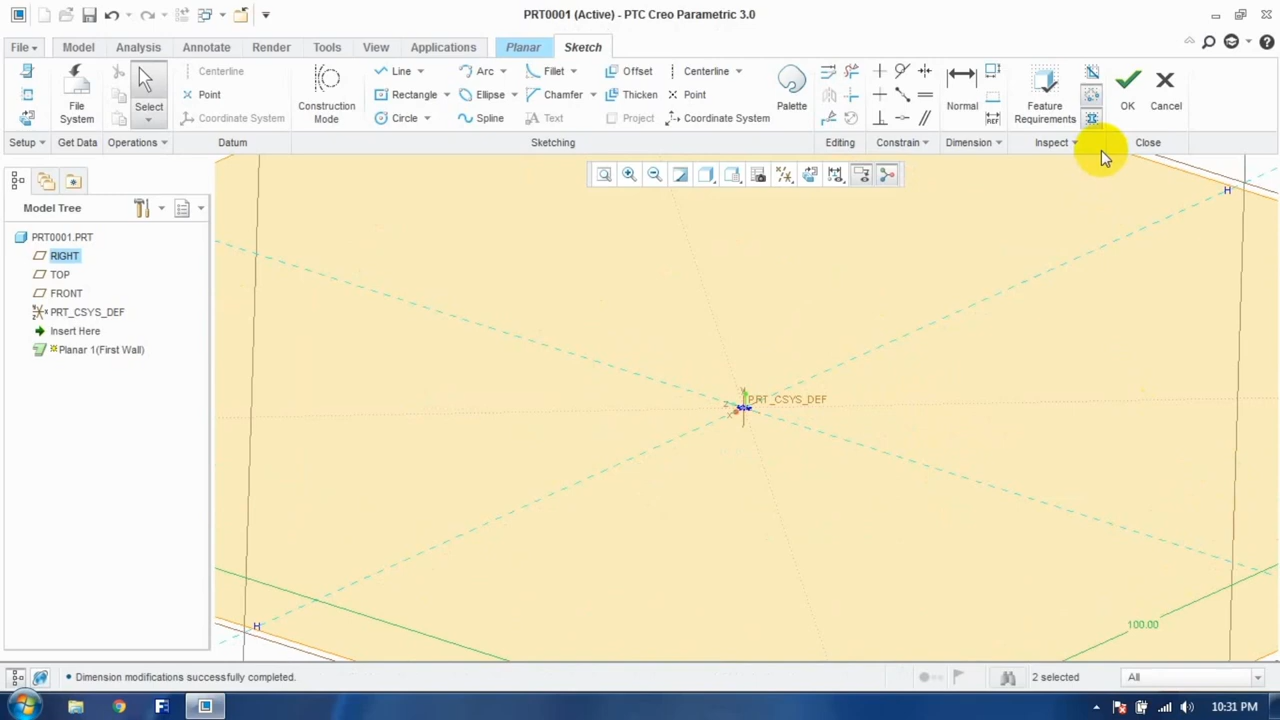 PRT0001 (Active) - PTC Creo Parametric 3.0
File Model Analysis Annotate Render Tools View Applications Planar Sketch
File System
Select
Centerline
Point
Coordinate System
Construction Mode
Line Arc Fillet Offset Centerline
Rectangle Ellipse Chamfer Thicken Point
Circle Spline Text Project Coordinate System
Palette
Normal
REF
Feature Requirements
OK Cancel
Setup Get Data Operations Datum Sketching Editing Constrain Dimension Inspect Close
Model Tree
PRT0001.PRT
RIGHT
TOP
FRONT
PRT_CSYS_DEF
Insert Here
Planar 1(First Wall)
H
Y
PRT_CSYS_DEF
Z
X
H
100.00
Dimension modifications successfully completed.
2 selected
All
10:31 PM